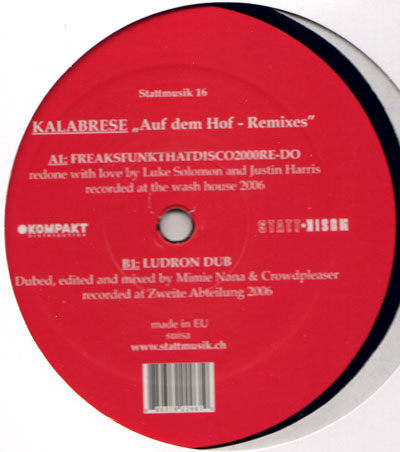 Stattmusik 16
KALABRESE „Auf dem Hof - Remixes"
A1: FREAKSFUNKTHATDISCO2000RE-DO
redone with love by Luke Solomon and Justin Harris
recorded at the wash house 2006
KOMPAKT
DISTRIBUTION
STATT
B1: LUDRON DUB
Dubed, edited and mixed by Mimie Nana & Crowdpleaser
recorded at Zweite Abteilung 2006
made in EU
suisa
www.stattmusik.ch